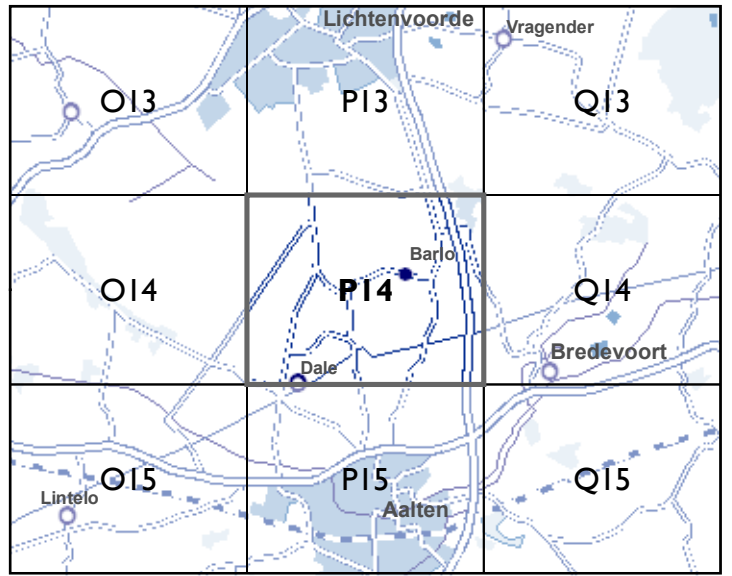 Lichtenvoorde
Vragender
O13
P13
Q13
Barlo
O14
P14
Q14
Bredevoort
Dale
O15
P15
Q15
Lintelo
Aalten